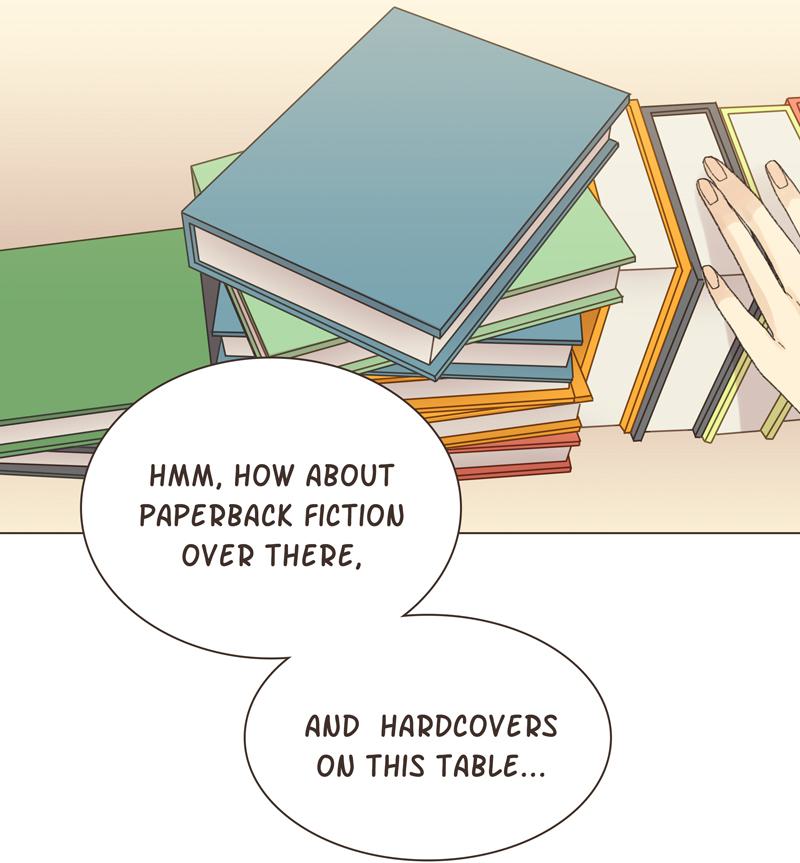 HMM, HOW ABOUT
PAPERBACK FICTION
OVER THERE,
AND HARDCOVERS
ON THIS TABLE...